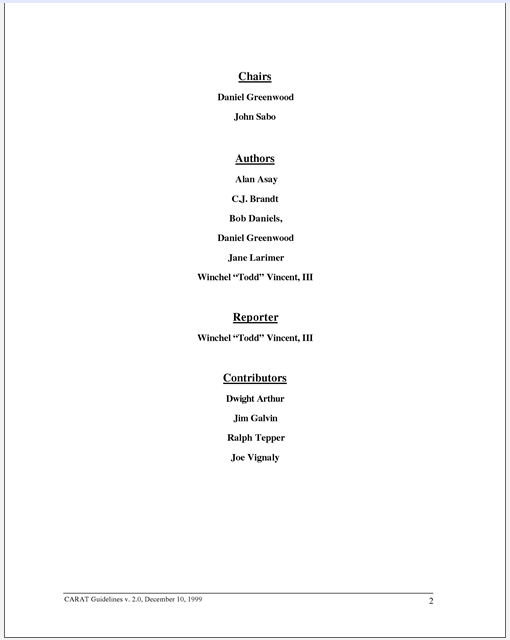 Chairs
Daniel Greenwood
John Sabo
Authors
Alan Asay
C.J. Brandt
Bob Daniels,
Daniel Greenwood
Jane Larimer
Winchel “Todd” Vincent, III
Reporter
Winchel “Todd” Vincent, III
Contributors
Dwight Arthur
Jim Galvin
Ralph Tepper
Joe Vignaly
CARAT Guidelines v. 2.0, December 10, 1999 2